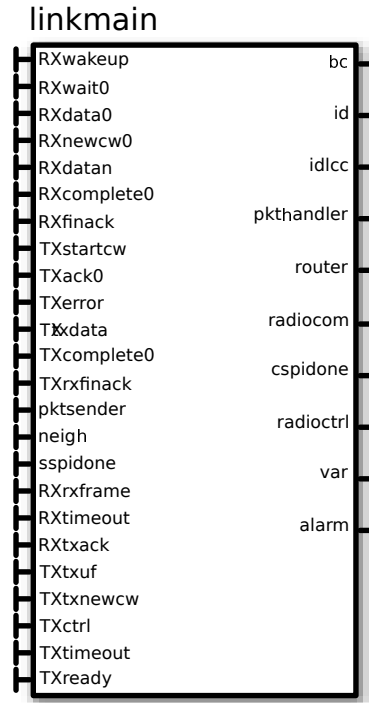 linkmain
RXwakeup
RXwait0
RXdata0
RXnewcw0
RXdatan
RXcomplete0
RXfinack
TXstartcw
TXack0
TXerror
TXcomplete0
TXrxfinack
pktsender
neigh
sspidone
RXrxframe
RXtimeout
RXtxack
TXtxuf
TXtxnewcw
TXctrl
TXtimeout
TXready
bc
id
idlcc
pkthandler
router
radiocom
cspidone
radioctrl
var
alarm